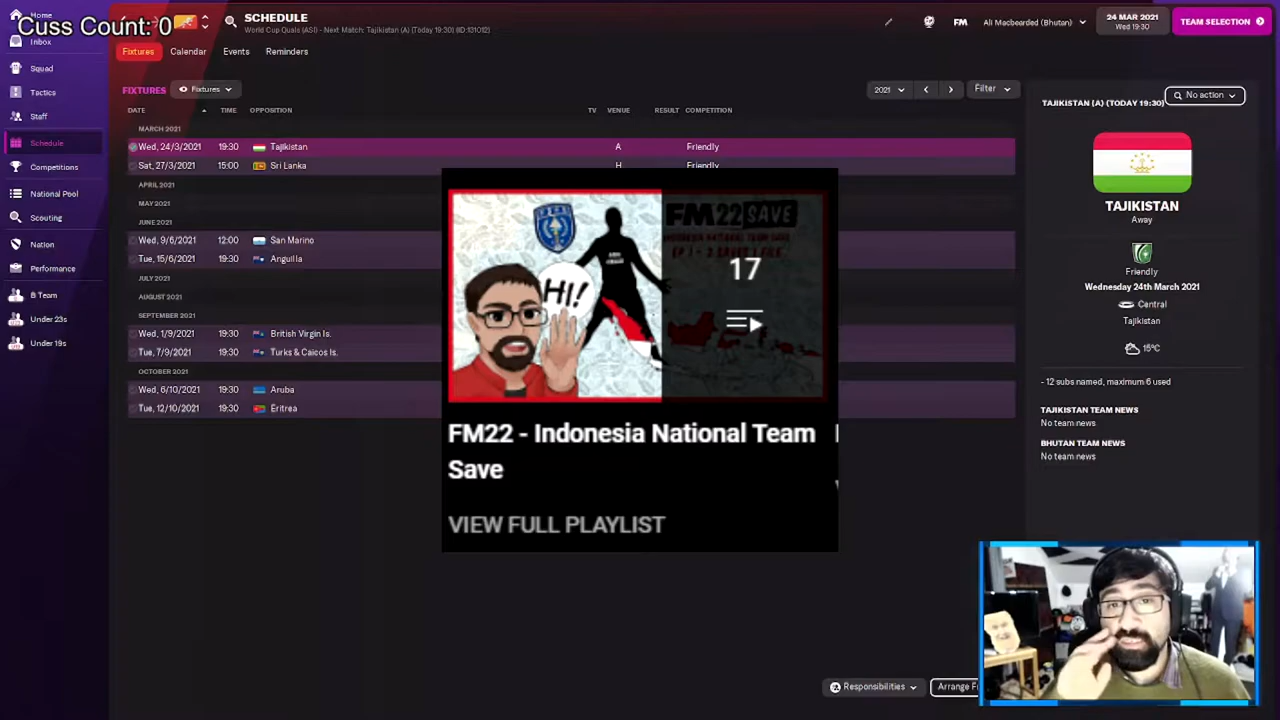 Cuss Count: 0
Home
Inbox
Squad
Tactics
Staff
Schedule
Competitions
National Pool
Scouting
Nation
Performance
B Team
Under 23s
Under 19s
SCHEDULE
World Cup Quals (ASI) - Next Match: Tajikistan (A) (Today 19:30) (ID:131012)
FM
Ali Macbearded (Bhutan)
24 MAR 2021
Wed 19:30
TEAM SELECTION
Fixtures
Calendar
Events
Reminders
FIXTURES
Fixtures
2021
Filter
DATE TIME OPPOSITION TV VENUE RESULT COMPETITION
MARCH 2021
Wed, 24/3/2021 19:30 Tajikistan A Friendly
Sat, 27/3/2021 15:00 Sri Lanka H Friendly
APRIL 2021
MAY 2021
JUNE 2021
Wed, 9/6/2021 12:00 San Marino
Tue, 15/6/2021 19:30 Anguilla
JULY 2021
AUGUST 2021
SEPTEMBER 2021
Wed, 1/9/2021 19:30 British Virgin Is.
Tue, 7/9/2021 19:30 Turks & Caicos Is.
OCTOBER 2021
Wed, 6/10/2021 19:30 Aruba
Tue, 12/10/2021 19:30 Eritrea
HI!
FM22 SAVE
INDONESIA NATIONAL TEAM SAVE
17
FM22 - Indonesia National Team
Save
VIEW FULL PLAYLIST
TAJIKISTAN (A) (TODAY 19:30)
No action
TAJIKISTAN
Away
Friendly
Wednesday 24th March 2021
Central
Tajikistan
15°C
- 12 subs named, maximum 6 used
TAJIKISTAN TEAM NEWS
No team news
BHUTAN TEAM NEWS
No team news
Responsibilities
Arrange